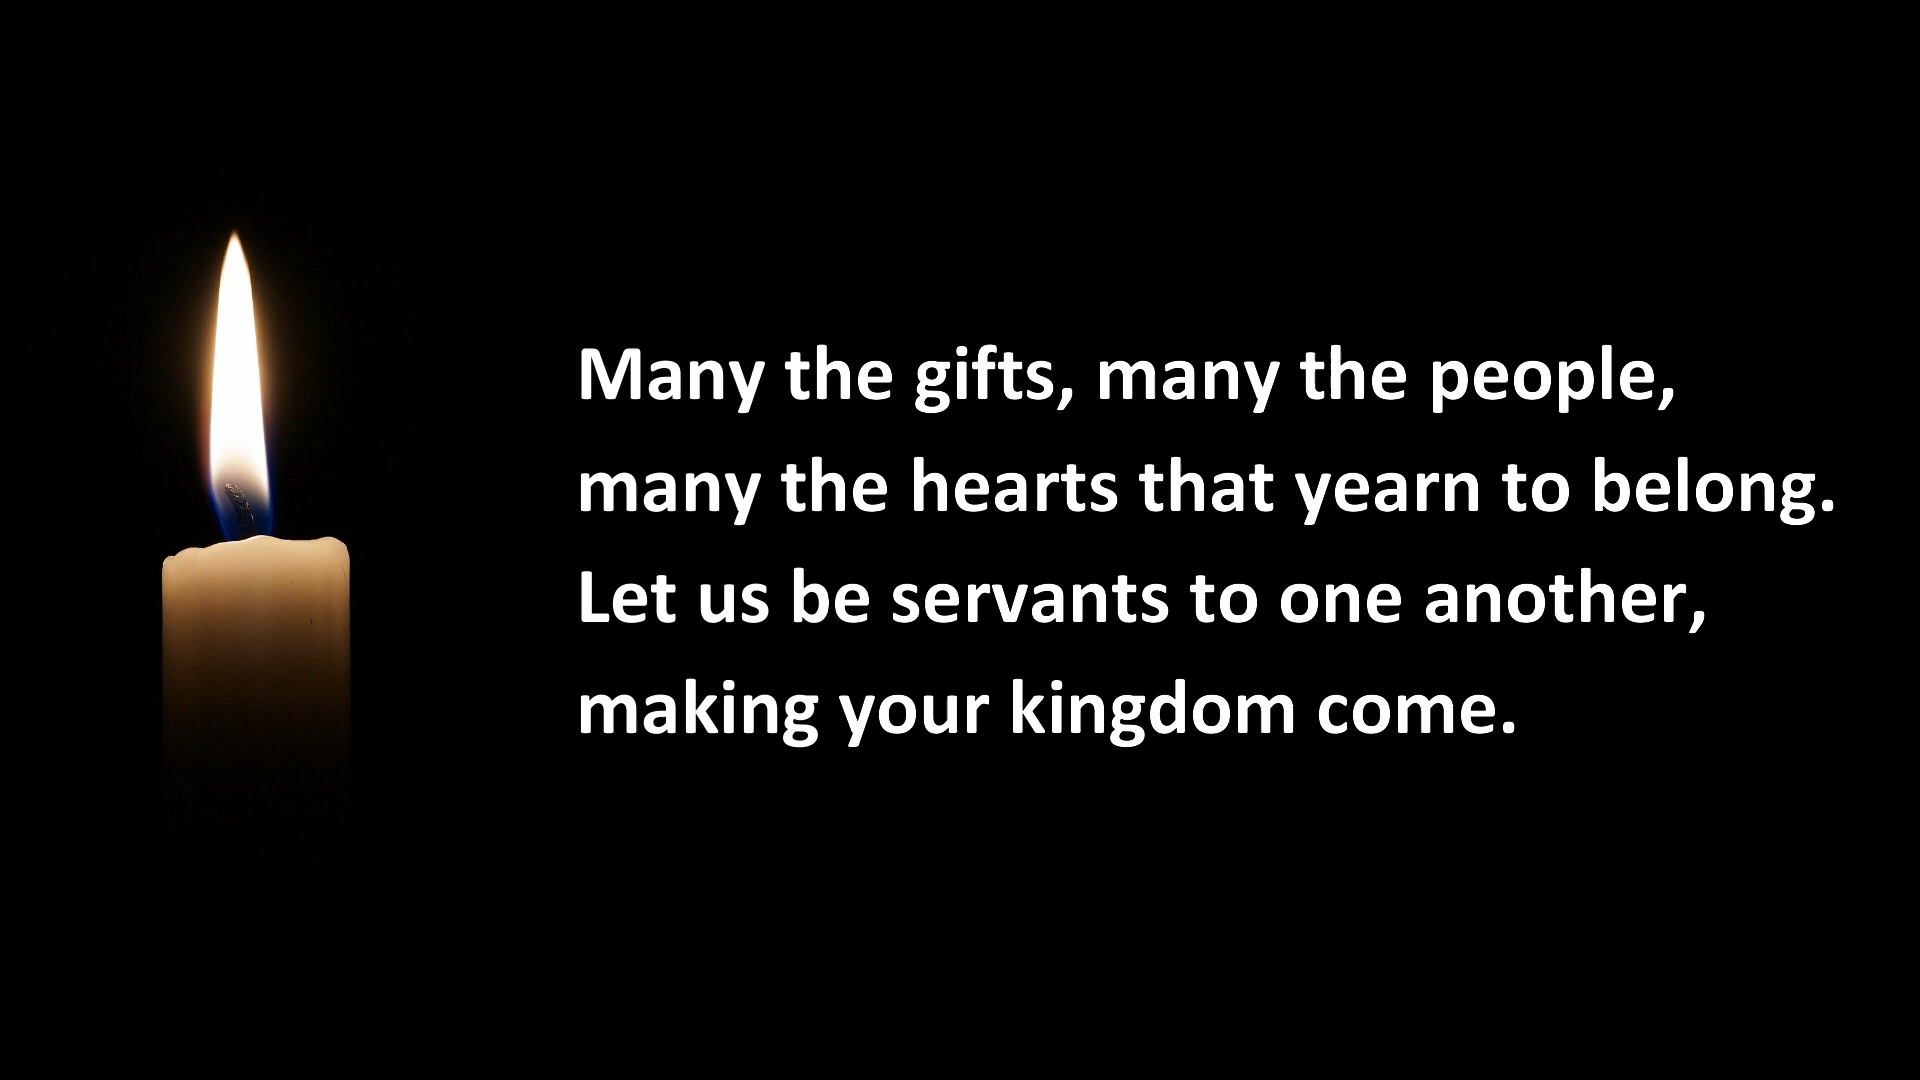 Many the gifts, many the people,
many the hearts that yearn to belong.
Let us be servants to one another,
making your kingdom come.